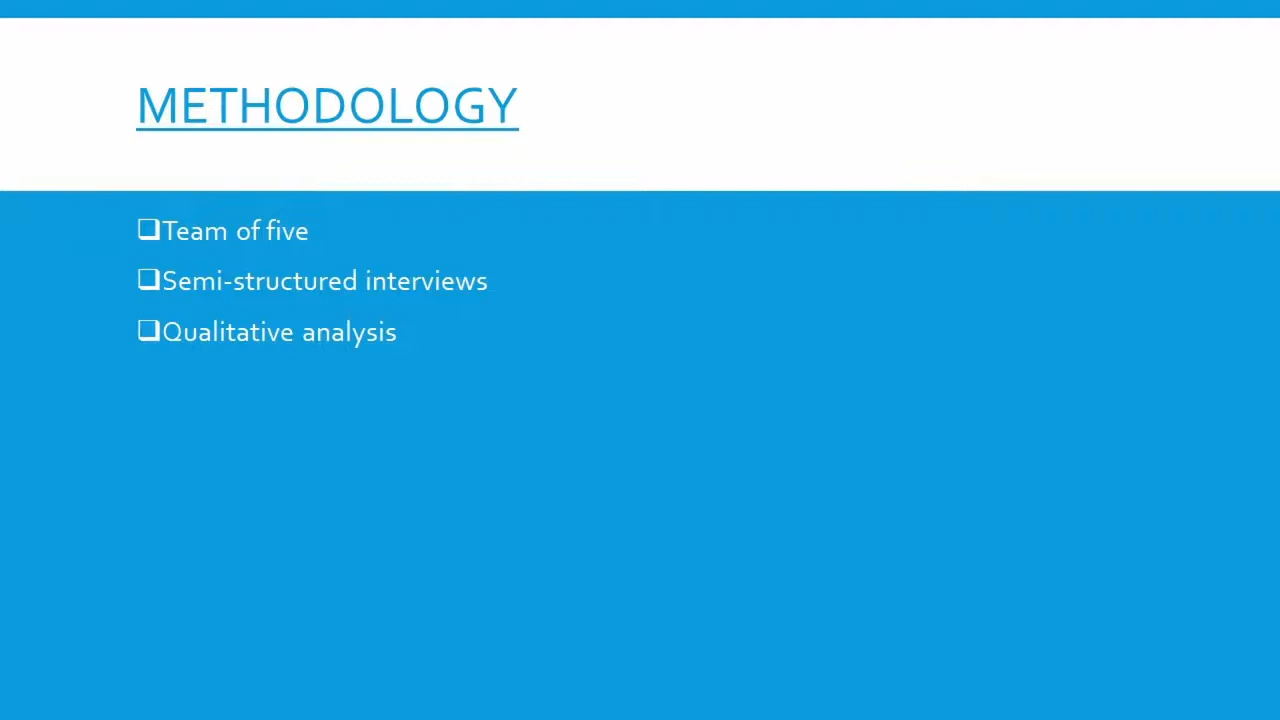 METHODOLOGY
❑Team of five
❑Semi-structured interviews
❑Qualitative analysis